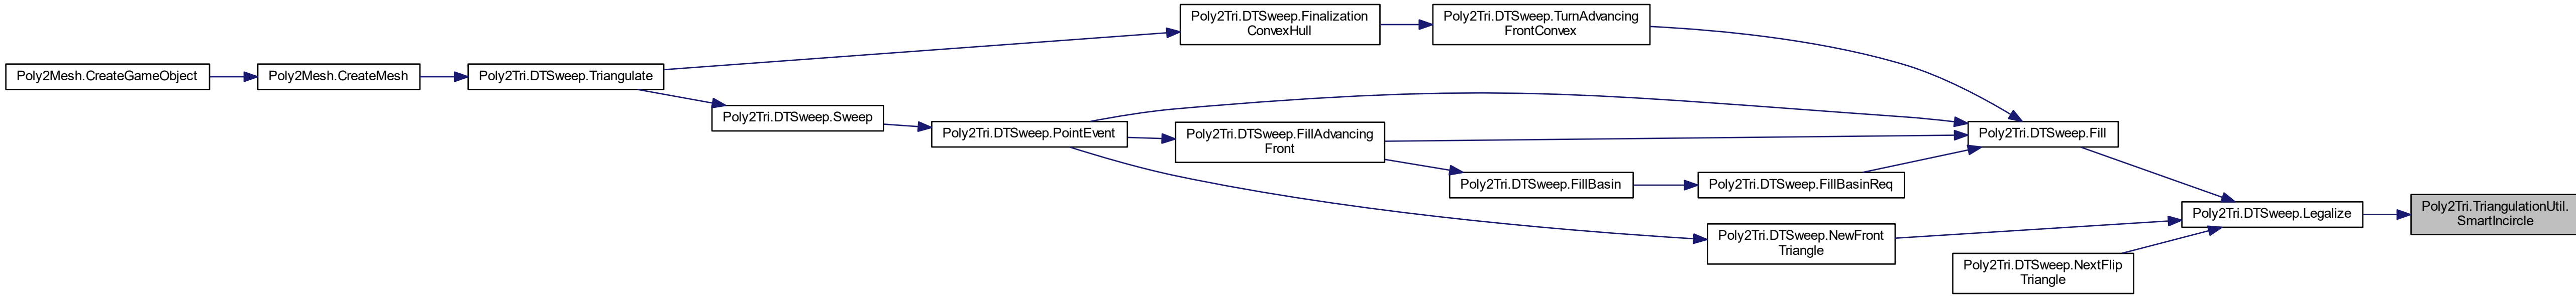 Poly2Mesh.CreateGameObject
Poly2Mesh.CreateMesh
Poly2Tri.DTSweep.Triangulate
Poly2Tri.DTSweep.Finalization
ConvexHull
Poly2Tri.DTSweep.TurnAdvancing
FrontConvex
Poly2Tri.DTSweep.Sweep
Poly2Tri.DTSweep.PointEvent
Poly2Tri.DTSweep.FillAdvancing
Front
Poly2Tri.DTSweep.FillBasin
Poly2Tri.DTSweep.FillBasinReq
Poly2Tri.DTSweep.Fill
Poly2Tri.DTSweep.NewFront
Triangle
Poly2Tri.DTSweep.NextFlip
Triangle
Poly2Tri.DTSweep.Legalize
Poly2Tri.TriangulationUtil.
SmartIncircle